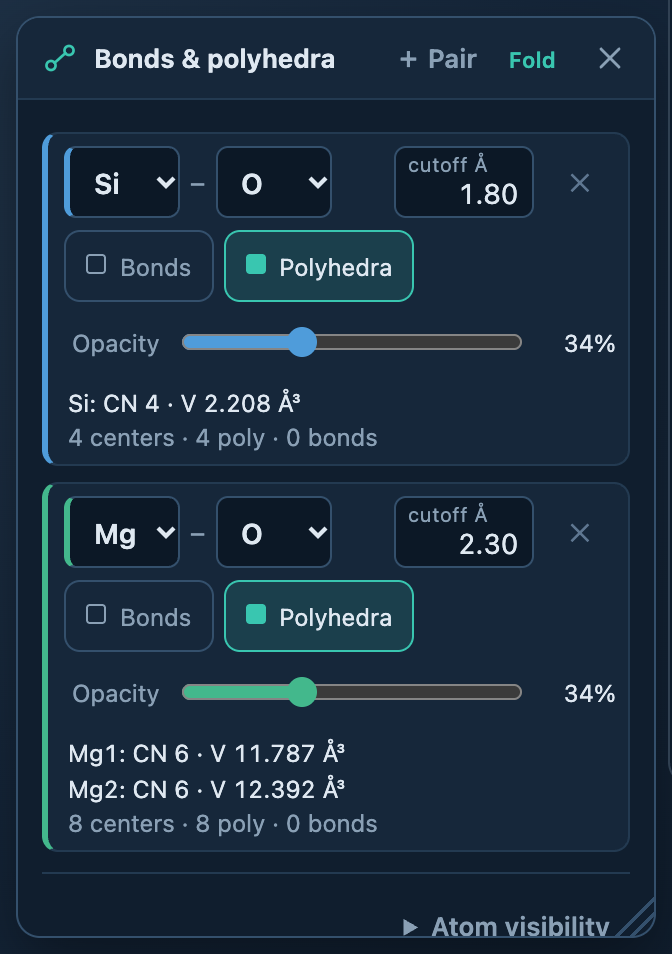 Bonds & polyhedra + Pair Fold
Si – O cutoff Å 1.80
Bonds Polyhedra
Opacity 34%
Si: CN 4 · V 2.208 Å³
4 centers · 4 poly · 0 bonds
Mg – O cutoff Å 2.30
Bonds Polyhedra
Opacity 34%
Mg1: CN 6 · V 11.787 Å³
Mg2: CN 6 · V 12.392 Å³
8 centers · 8 poly · 0 bonds
Atom visibility